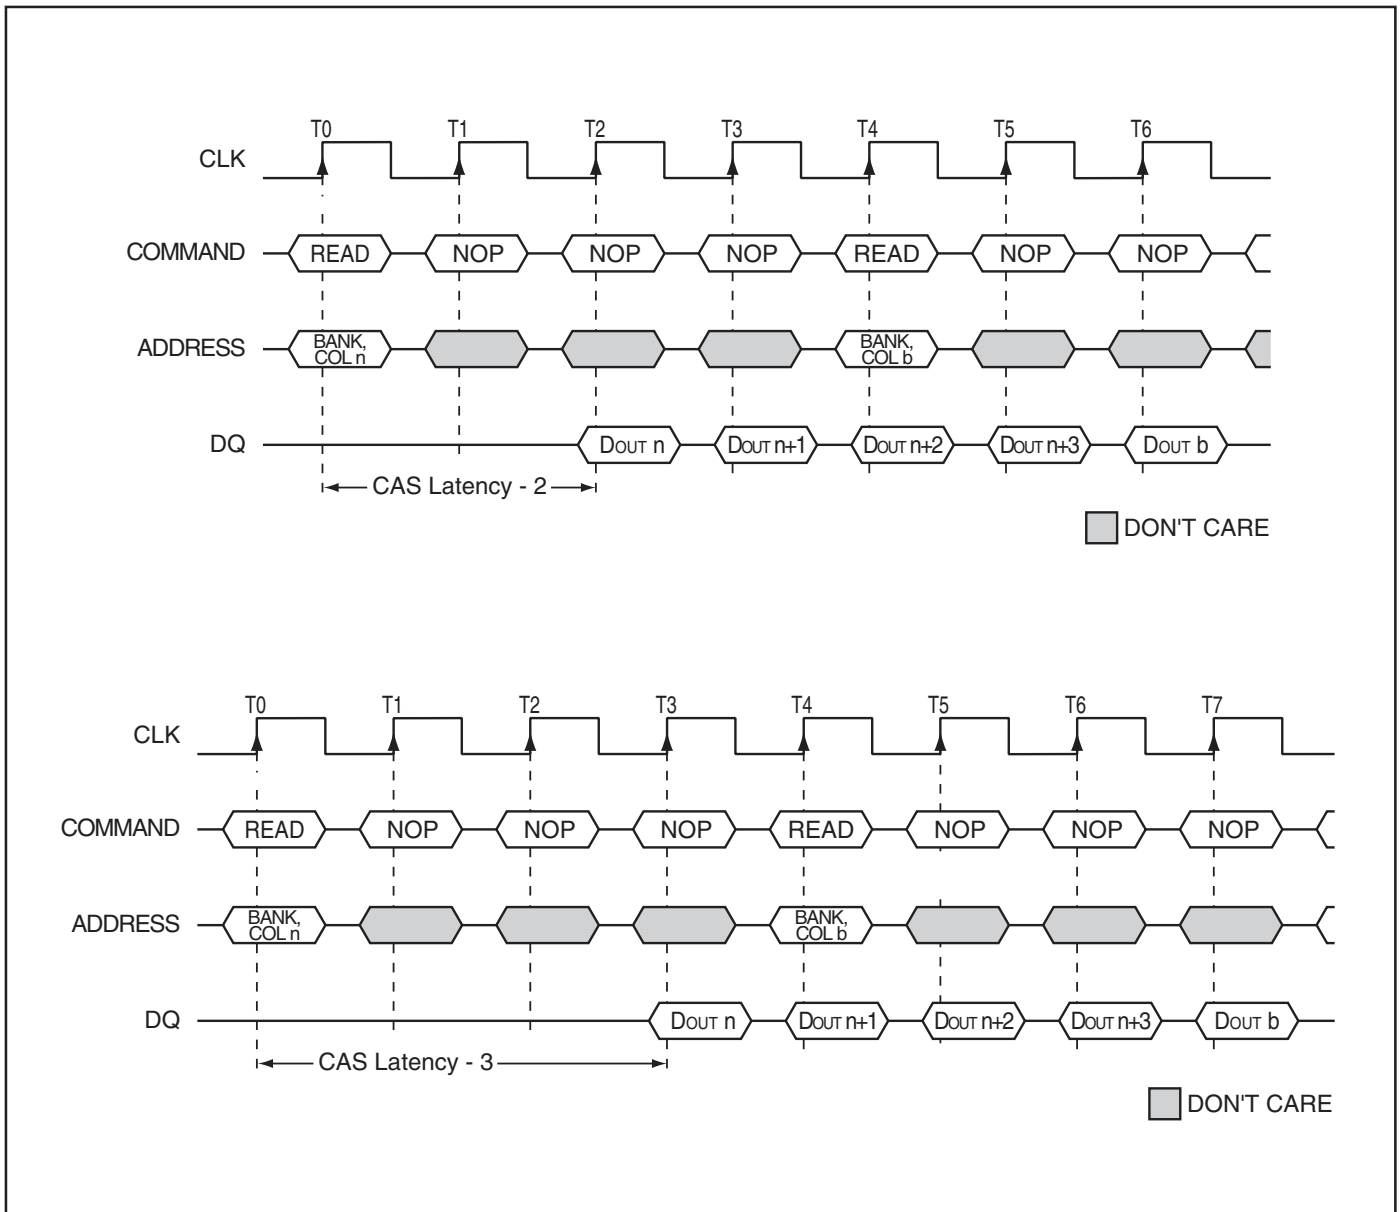 T0 T1 T2 T3 T4 T5 T6
CLK
COMMAND READ NOP NOP NOP READ NOP NOP
ADDRESS BANK, COL n BANK, COL b
DQ DOUT n DOUT n+1 DOUT n+2 DOUT n+3 DOUT b
CAS Latency - 2
DON'T CARE
T0 T1 T2 T3 T4 T5 T6 T7
CLK
COMMAND READ NOP NOP NOP READ NOP NOP NOP
ADDRESS BANK, COL n BANK, COL b
DQ DOUT n DOUT n+1 DOUT n+2 DOUT n+3 DOUT b
CAS Latency - 3
DON'T CARE